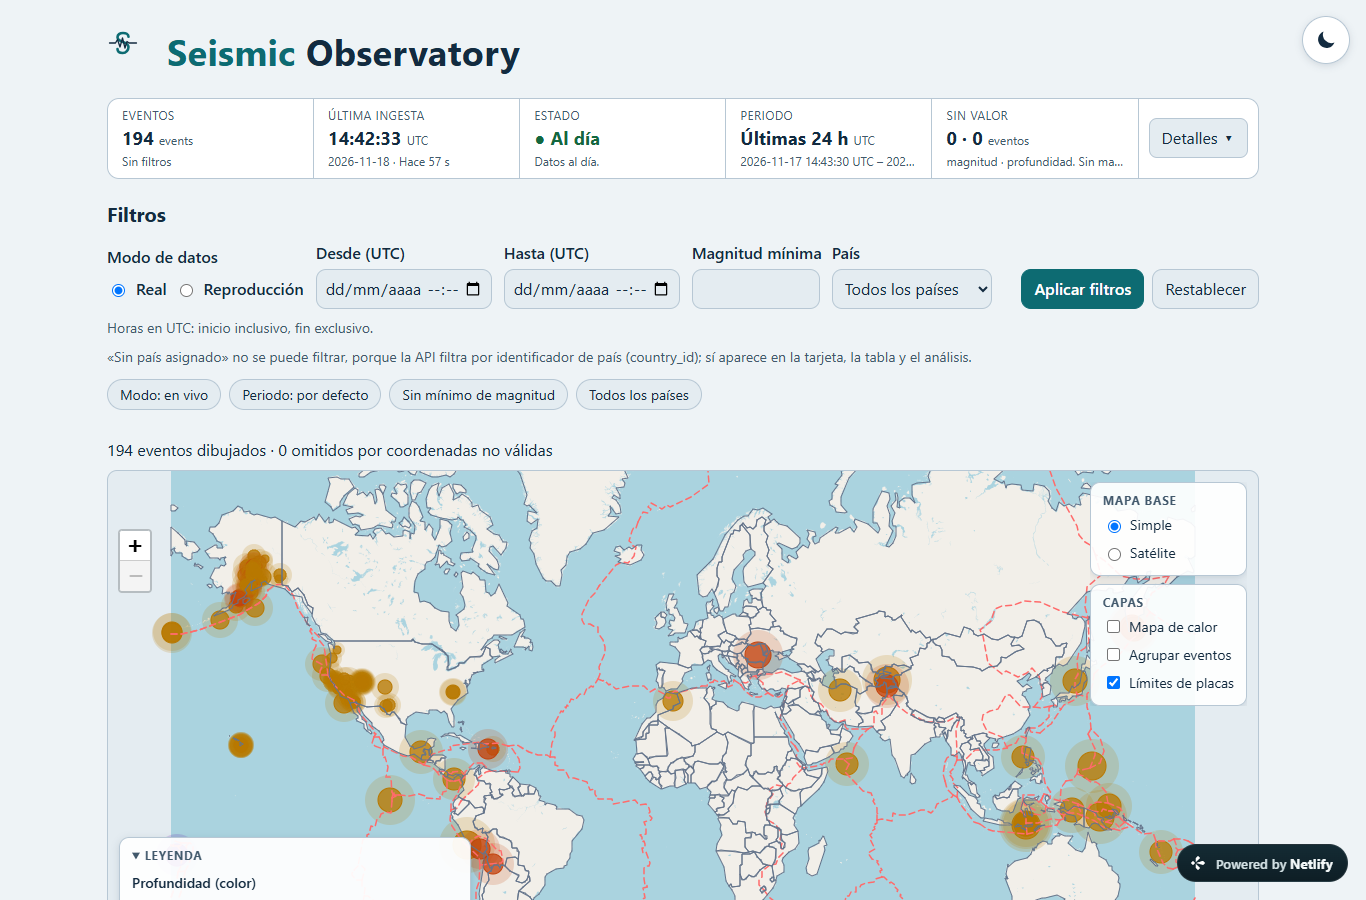 Seismic Observatory
EVENTOS
194 events
Sin filtros
ÚLTIMA INGESTA
14:42:33 UTC
2026-11-18 · Hace 57 s
ESTADO
● Al día
Datos al día.
PERIODO
Últimas 24 h UTC
2026-11-17 14:43:30 UTC – 202...
SIN VALOR
0 · 0 eventos
magnitud · profundidad. Sin ma...
Detalles ▼
Filtros
Modo de datos
Real
Reproducción
Desde (UTC)
dd/mm/aaaa --:--
Hasta (UTC)
dd/mm/aaaa --:--
Magnitud mínima
País
Todos los países
Aplicar filtros
Restablecer
Horas en UTC: inicio inclusivo, fin exclusivo.
«Sin país asignado» no se puede filtrar, porque la API filtra por identificador de país (country_id); sí aparece en la tarjeta, la tabla y el análisis.
Modo: en vivo
Periodo: por defecto
Sin mínimo de magnitud
Todos los países
194 eventos dibujados · 0 omitidos por coordenadas no válidas
+
−
MAPA BASE
Simple
Satélite
CAPAS
Mapa de calor
Agrupar eventos
Límites de placas
▼ LEYENDA
Profundidad (color)
Powered by Netlify